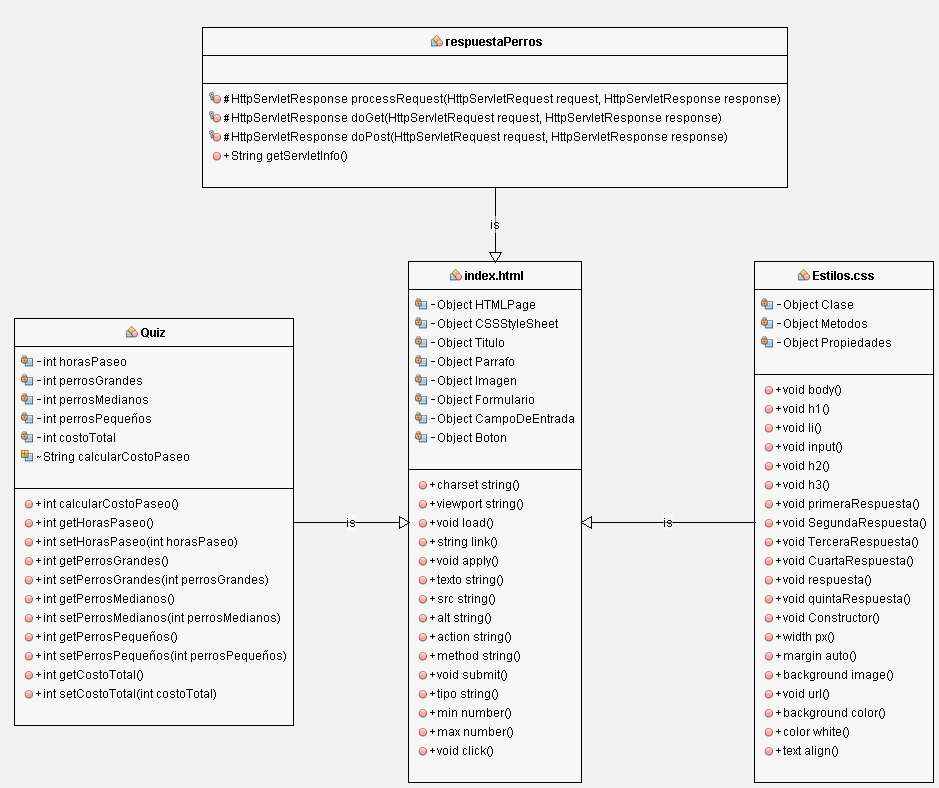 respuestaPerros
#HttpServletResponse processRequest(HttpServletRequest request, HttpServletResponse response)
#HttpServletResponse doGet(HttpServletRequest request, HttpServletResponse response)
#HttpServletResponse doPost(HttpServletRequest request, HttpServletResponse response)
+String getServletInfo()
is
Quiz
-int horasPaseo
-int perrosGrandes
-int perrosMedianos
-int perrosPequeños
-int costoTotal
~String calcularCostoPaseo
+int calcularCostoPaseo()
+int getHorasPaseo()
+int setHorasPaseo(int horasPaseo)
+int getPerrosGrandes()
+int setPerrosGrandes(int perrosGrandes)
+int getPerrosMedianos()
+int setPerrosMedianos(int perrosMedianos)
+int getPerrosPequeños()
+int setPerrosPequeños(int perrosPequeños)
+int getCostoTotal()
+int setCostoTotal(int costoTotal)
is
index.html
-Object HTMLPage
-Object CSSStyleSheet
-Object Titulo
-Object Parrafo
-Object Imagen
-Object Formulario
-Object CampoDeEntrada
-Object Boton
+charset string()
+viewport string()
+void load()
+string link()
+void apply()
+texto string()
+src string()
+alt string()
+action string()
+method string()
+void submit()
+tipo string()
+min number()
+max number()
+void click()
is
Estilos.css
-Object Clase
-Object Metodos
-Object Propiedades
+void body()
+void h1()
+void li()
+void input()
+void h2()
+void h3()
+void primeraRespuesta()
+void SegundaRespuesta()
+void TerceraRespuesta()
+void CuartaRespuesta()
+void respuesta()
+void quintaRespuesta()
+void Constructor()
+width px()
+margin auto()
+background image()
+void url()
+background color()
+color white()
+text align()